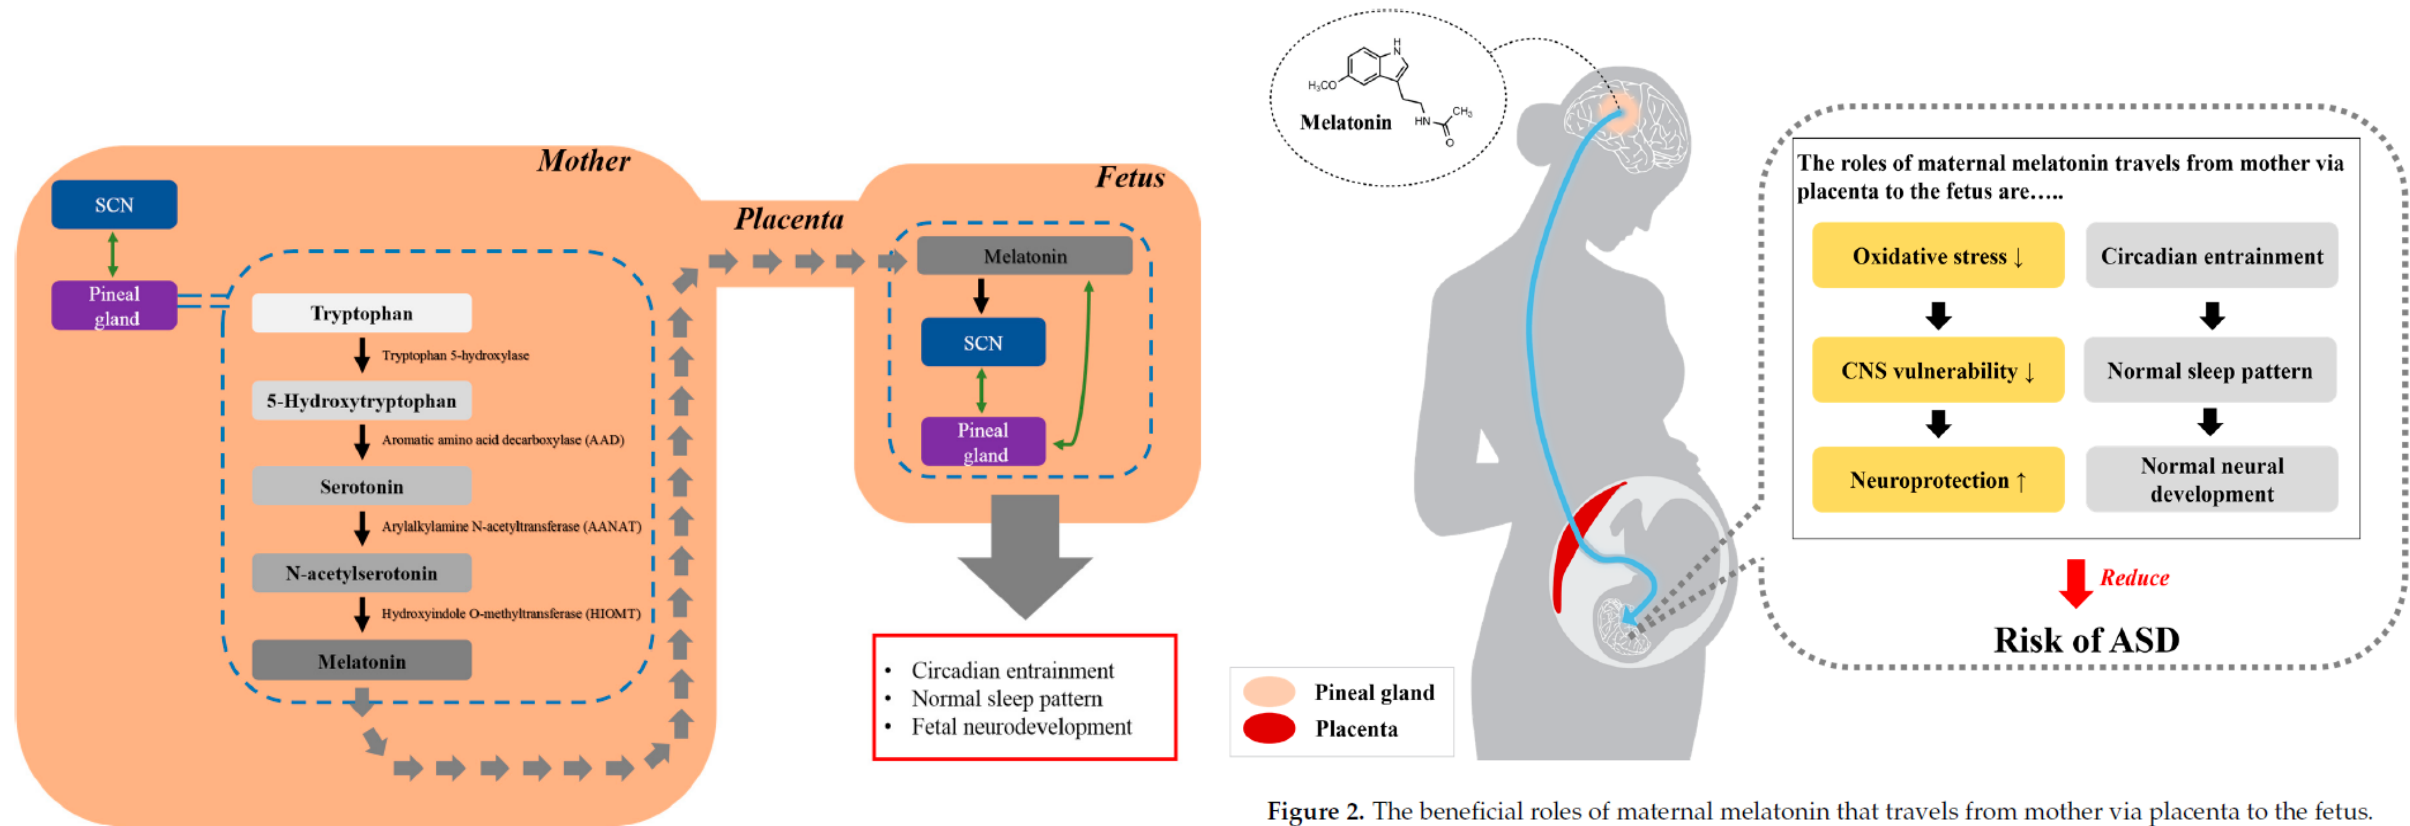 Mother
SCN
Pineal
gland
Tryptophan
Tryptophan 5-hydroxylase
5-Hydroxytryptophan
Aromatic amino acid decarboxylase (AAD)
Serotonin
Arylalkylamine N-acetyltransferase (AANAT)
N-acetylserotonin
Hydroxyindole O-methyltransferase (HIOMT)
Melatonin
Placenta
Fetus
Melatonin
SCN
Pineal
gland
• Circadian entrainment
• Normal sleep pattern
• Fetal neurodevelopment
H
N
H₃CO
HN
CH₃
O
Melatonin
Pineal gland
Placenta
The roles of maternal melatonin travels from mother via
placenta to the fetus are.....
Oxidative stress ↓
Circadian entrainment
CNS vulnerability ↓
Normal sleep pattern
Neuroprotection ↑
Normal neural
development
Reduce
Risk of ASD
Figure 2. The beneficial roles of maternal melatonin that travels from mother via placenta to the fetus.